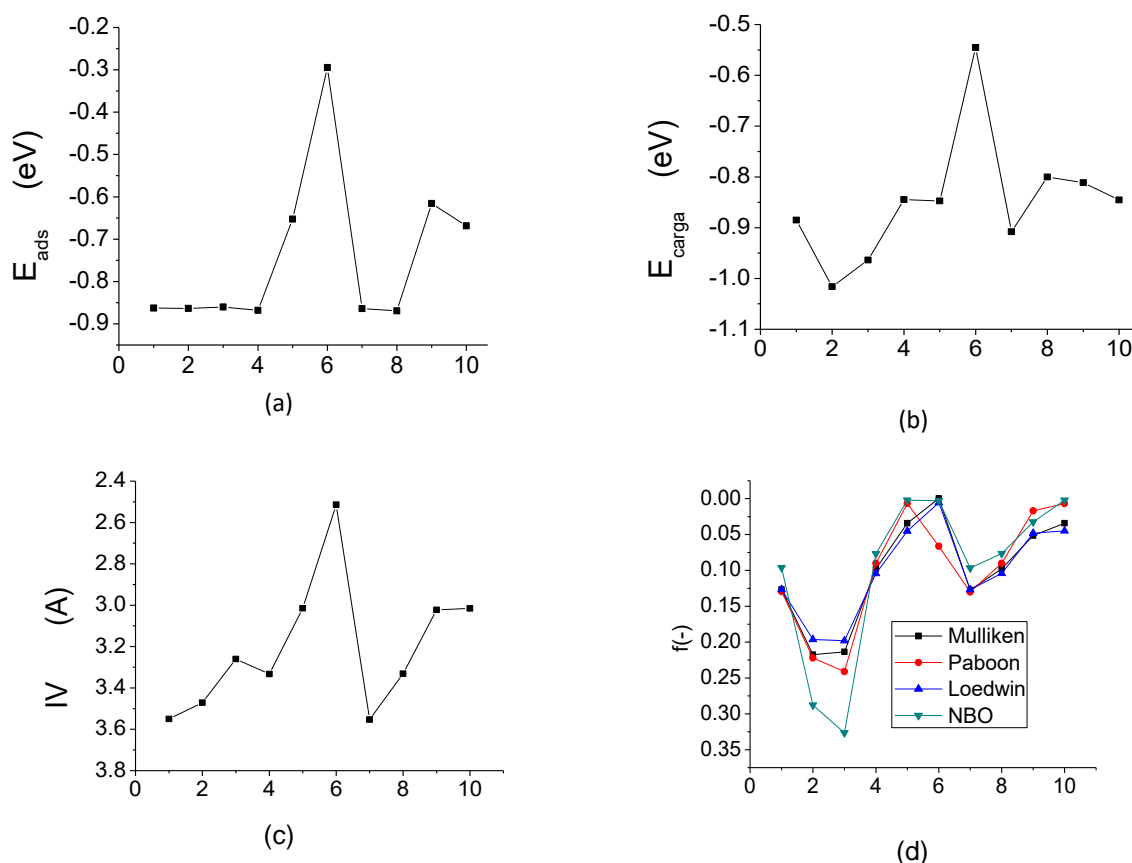 E_ads (eV)
-0.2
-0.3
-0.4
-0.5
-0.6
-0.7
-0.8
-0.9
0 2 4 6 8 10
(a)
E_carga (eV)
-0.5
-0.6
-0.7
-0.8
-0.9
-1.0
-1.1
0 2 4 6 8 10
(b)
IV (A)
2.4
2.6
2.8
3.0
3.2
3.4
3.6
3.8
0 2 4 6 8 10
(c)
f(-)
0.00
0.05
0.10
0.15
0.20
0.25
0.30
0.35
Mulliken
Paboon
Loedwin
NBO
0 2 4 6 8 10
(d)